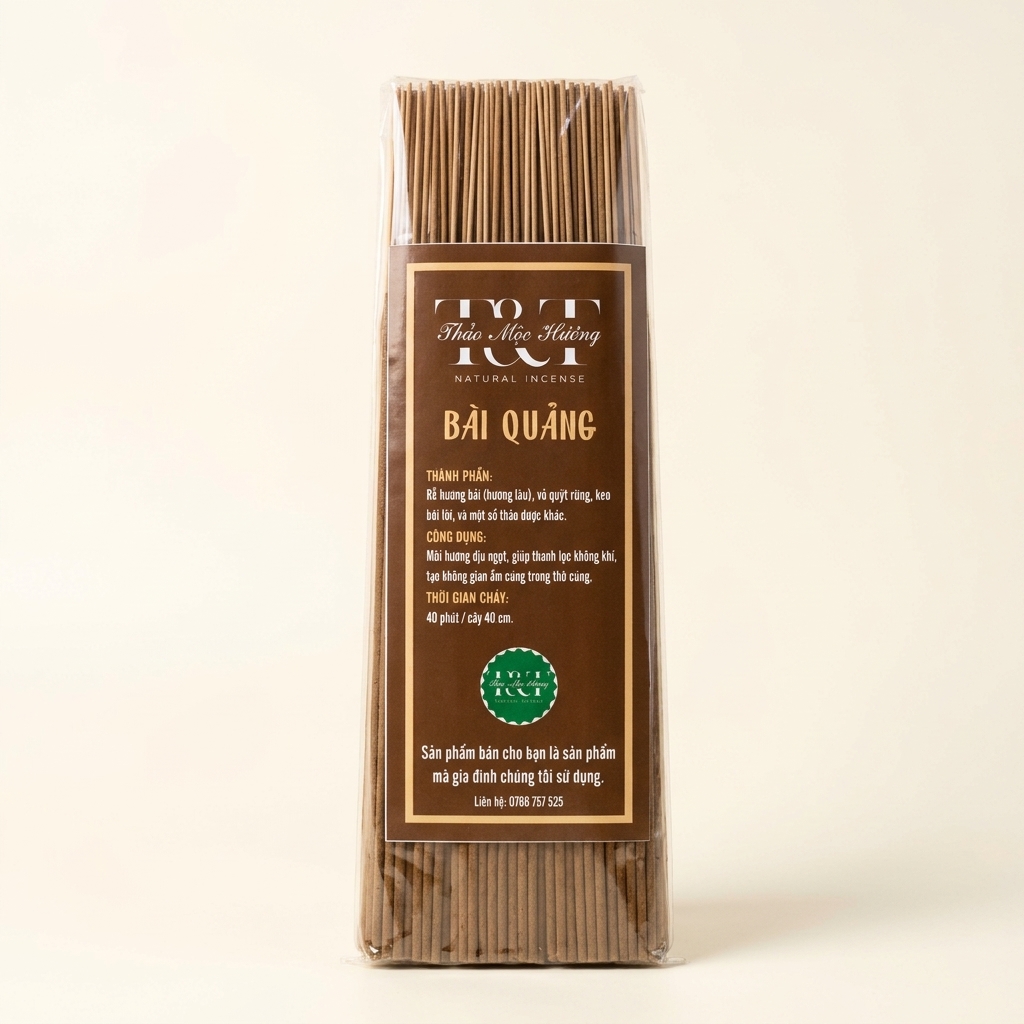 T&T
Thảo Mộc Hương
NATURAL INCENSE
BÀI QUẢNG
THÀNH PHẦN:
Rễ hương bài (hương lâu), vỏ quýt rừng, keo
bời lời, và một số thảo dược khác.
CÔNG DỤNG:
Mùi hương dịu ngọt, giúp thanh lọc không khí,
tạo không gian ấm cúng trong thờ cúng.
THỜI GIAN CHÁY:
40 phút / cây 40 cm.
T&T
Sản phẩm bán cho bạn là sản phẩm
mà gia đình chúng tôi sử dụng.
Liên hệ: 0788 757 525